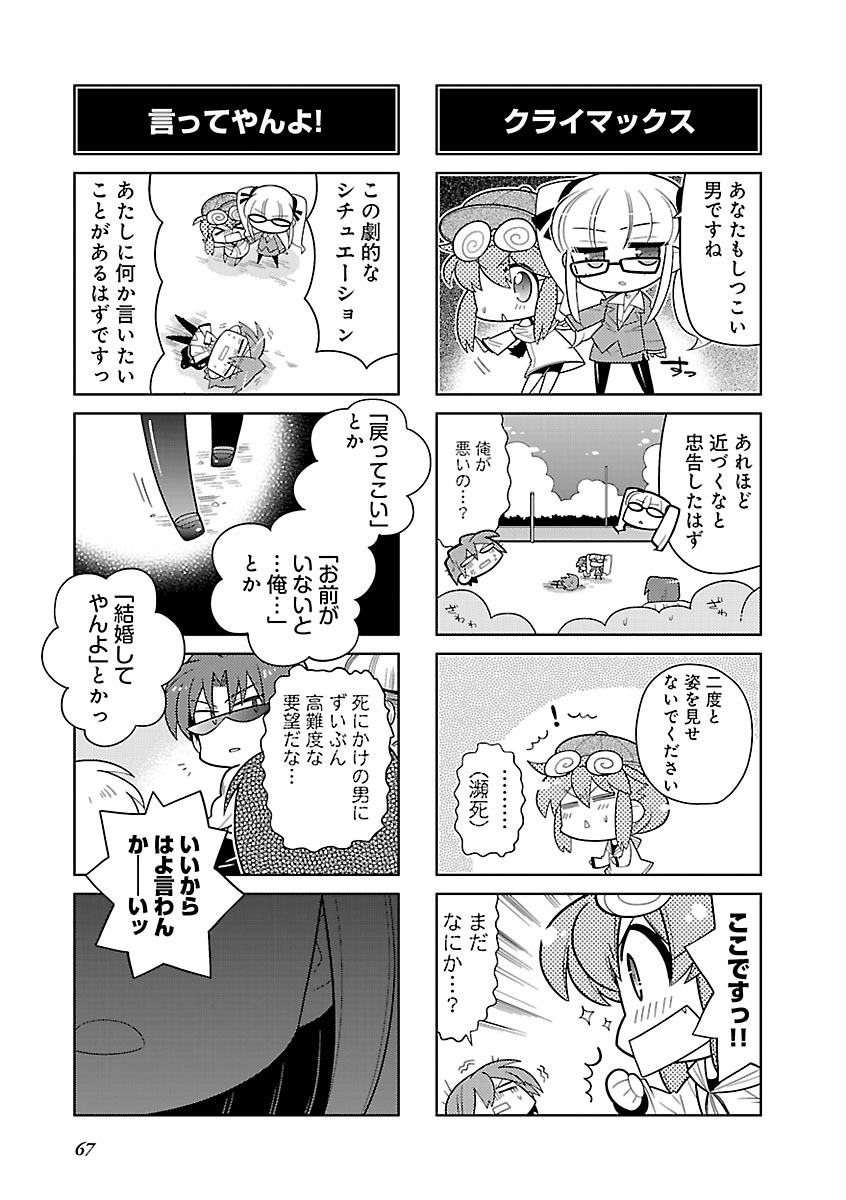 クライマックス
あなたもしつこい
男ですね
すっ
あれほど
近づくなと
忠告したはず
俺が
悪いの…?
ざわ
ざわ
二度と
姿を見せ
ないでください
!
………
(瀕死)
ここですっ!!
まだ
なにか…?
言ってやんよ!
この劇的な
シチュエーション
あたしに何か言いたい
ことがあるはずですっ
「戻ってこい」
とか
「お前が
いないと
…俺…」
とか
「結婚して
やんよ」とかっ
死にかけの男に
ずいぶん
高難度な
要望だな…
いいから
はよ言わん
かーいッ
67